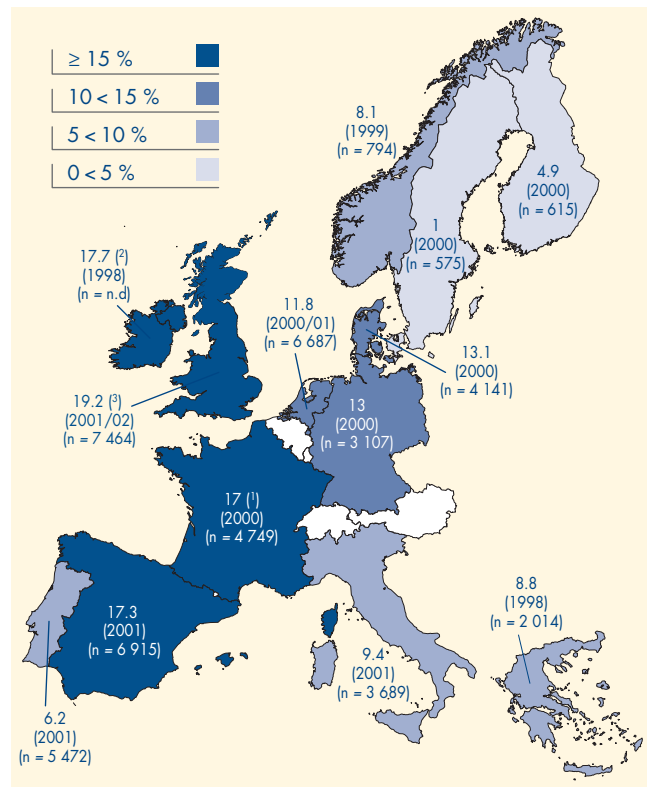 ≥ 15 %
10 < 15 %
5 < 10 %
0 < 5 %
8.1
(1999)
(n = 794)
4.9
(2000)
(n = 615)
1
(2000)
(n = 575)
17.7 (²)
(1998)
(n = n.d)
11.8
(2000/01)
(n = 6 687)
13.1
(2000)
(n = 4 141)
19.2 (³)
(2001/02)
(n = 7 464)
13
(2000)
(n = 3 107)
17 (¹)
(2000)
(n = 4 749)
17.3
(2001)
(n = 6 915)
8.8
(1998)
(n = 2 014)
9.4
(2001)
(n = 3 689)
6.2
(2001)
(n = 5 472)